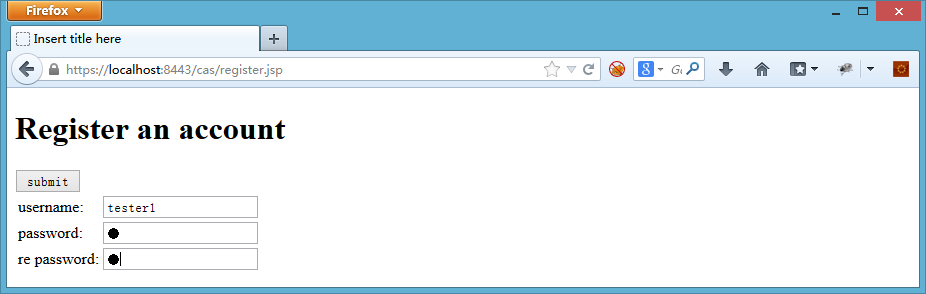 Firefox
Insert title here
https://localhost:8443/cas/register.jsp
Register an account
submit
username: tester1
password:
re password: